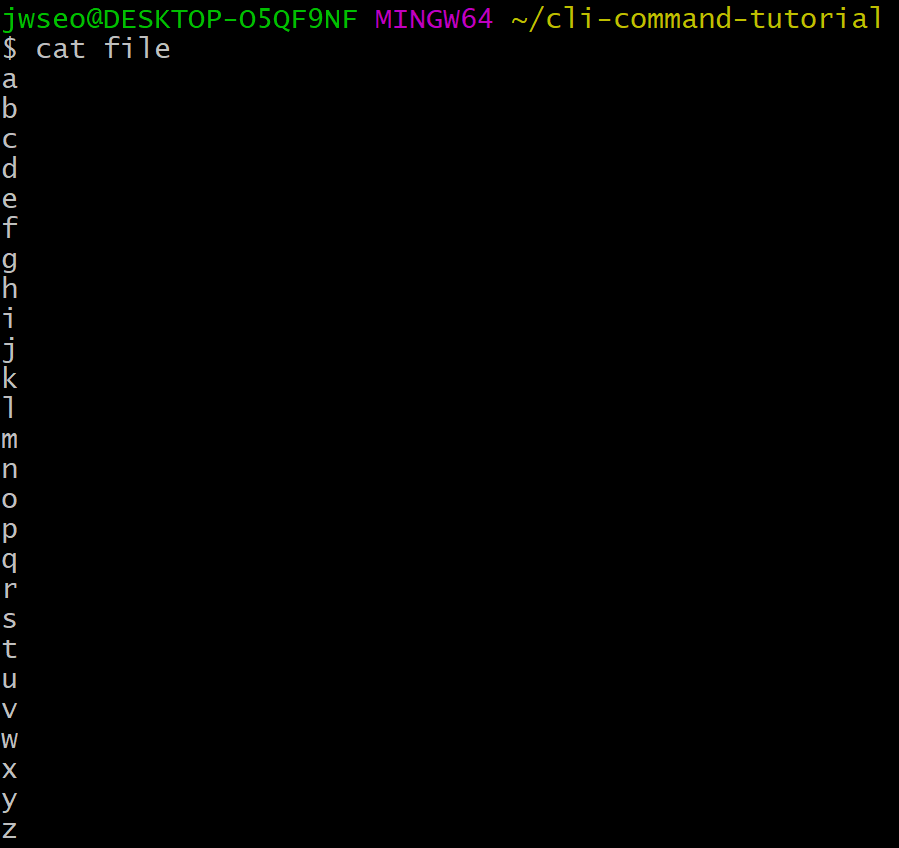 jwseo@DESKTOP-O5QF9NF MINGW64 ~/cli-command-tutorial
$ cat file
a
b
c
d
e
f
g
h
i
j
k
l
m
n
o
p
q
r
s
t
u
v
w
x
y
z